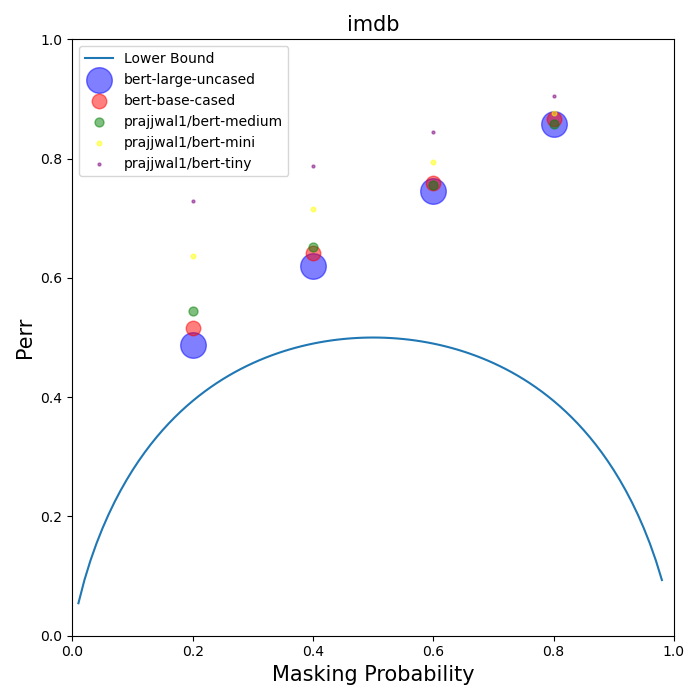 imdb
Lower Bound
bert-large-uncased
bert-base-cased
prajjwal1/bert-medium
prajjwal1/bert-mini
prajjwal1/bert-tiny
1.0
0.8
0.6
0.4
0.2
0.0
Perr
0.0 0.2 0.4 0.6 0.8 1.0
Masking Probability